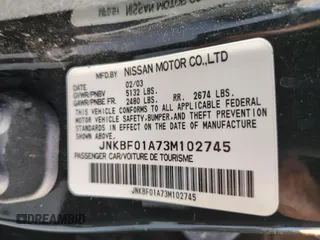 MFD.BY NISSAN MOTOR CO.,LTD
02/03
GVWR/PNBV 5132 LBS.
GAWR/PNBE FR. 2480 LBS. RR. 2674 LBS.
THIS VEHICLE CONFORMS TO ALL APPLICABLE
FEDERAL MOTOR VEHICLE
SAFETY,BUMPER,AND THEFT PREVENTION
STANDARDS IN EFFECT ON THE DATE OF
MANUFACTURE SHOWN ABOVE.
JNKBF01A73M102745
PASSENGER CAR/VOITURE DE TOURISME
JNKBF01A73M102745
DREAMBID